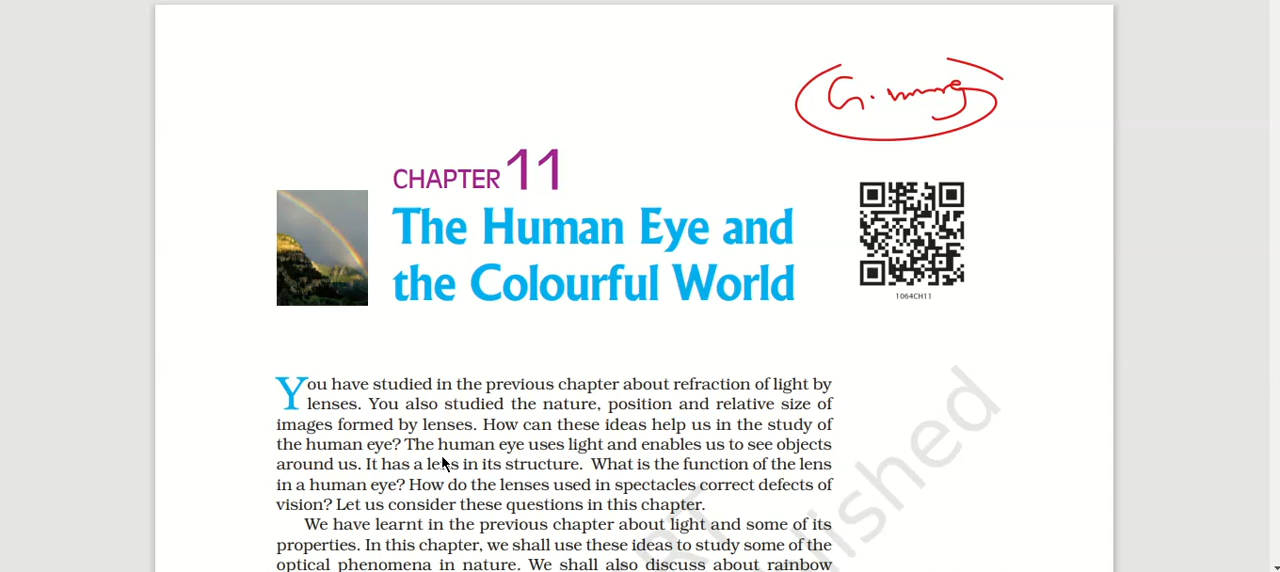 CHAPTER 11
The Human Eye and
the Colourful World
1064CH11
You have studied in the previous chapter about refraction of light by
lenses. You also studied the nature, position and relative size of
images formed by lenses. How can these ideas help us in the study of
the human eye? The human eye uses light and enables us to see objects
around us. It has a lens in its structure. What is the function of the lens
in a human eye? How do the lenses used in spectacles correct defects of
vision? Let us consider these questions in this chapter.
We have learnt in the previous chapter about light and some of its
properties. In this chapter, we shall use these ideas to study some of the
optical phenomena in nature. We shall also discuss about rainbow